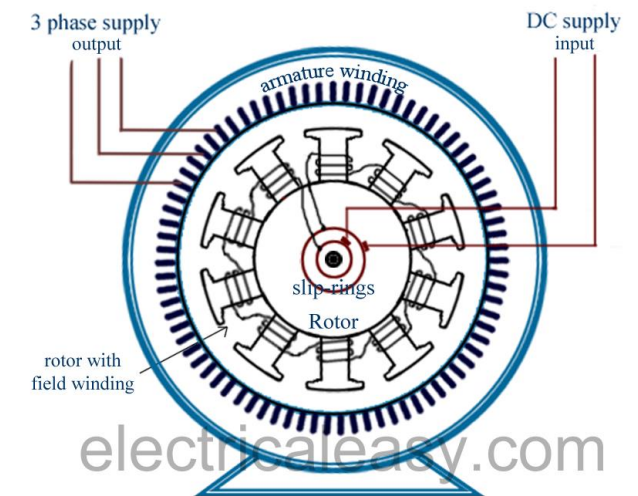 3 phase supply
output
DC supply
input
armature winding
slip-rings
Rotor
rotor with
field winding
electricaleasy.com